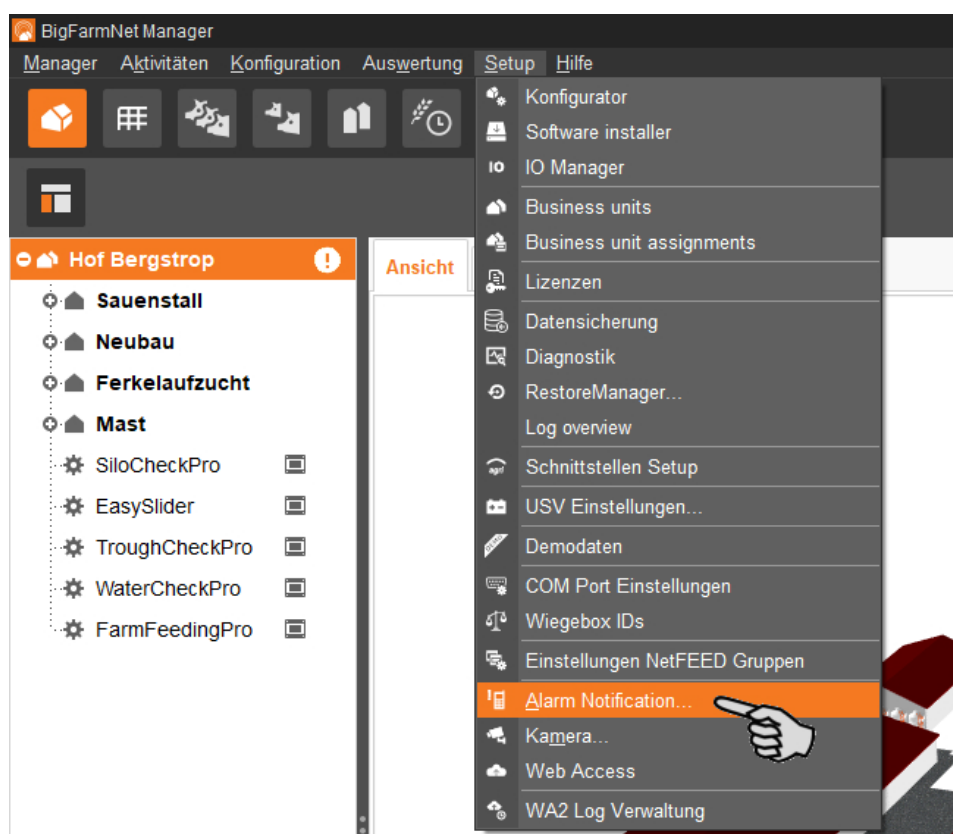 BigFarmNet Manager
Manager Aktivitäten Konfiguration Auswertung Setup Hilfe
Konfigurator
Software installer
IO IO Manager
Business units
Business unit assignments
Lizenzen
Datensicherung
Diagnostik
RestoreManager...
Log overview
Schnittstellen Setup
USV Einstellungen...
Demodaten
COM Port Einstellungen
Wiegebox IDs
Einstellungen NetFEED Gruppen
Alarm Notification...
Kamera...
Web Access
WA2 Log Verwaltung
Hof Bergstrop
Sauenstall
Neubau
Ferkelaufzucht
Mast
SiloCheckPro
EasySlider
TroughCheckPro
WaterCheckPro
FarmFeedingPro
Ansicht